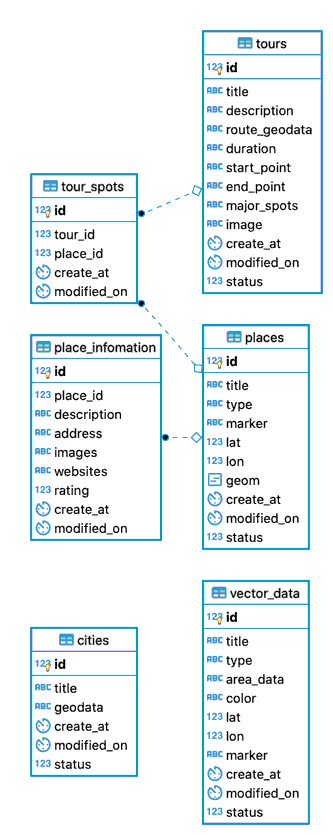 tours
123 id
ABC title
ABC description
ABC route_geodata
ABC duration
ABC start_point
ABC end_point
ABC major_spots
ABC image
create_at
modified_on
123 status
tour_spots
123 id
123 tour_id
123 place_id
create_at
modified_on
place_infomation
123 id
123 place_id
ABC description
ABC address
ABC images
ABC websites
123 rating
create_at
modified_on
places
123 id
ABC title
ABC type
ABC marker
123 lat
123 lon
geom
create_at
modified_on
123 status
cities
123 id
ABC title
ABC geodata
create_at
modified_on
123 status
vector_data
123 id
ABC title
ABC type
ABC area_data
ABC color
123 lat
123 lon
ABC marker
create_at
modified_on
123 status